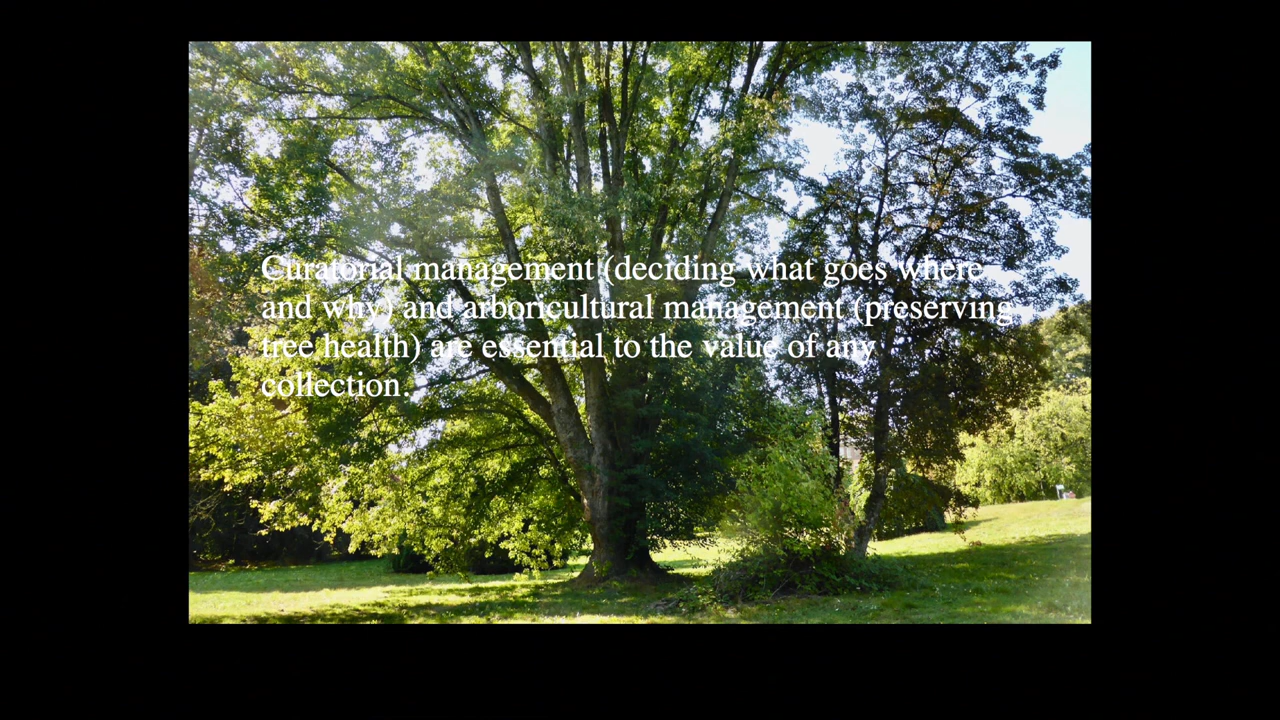 Curatorial management (deciding what goes where
and why) and arboricultural management (preserving
tree health) are essential to the value of any
collection.